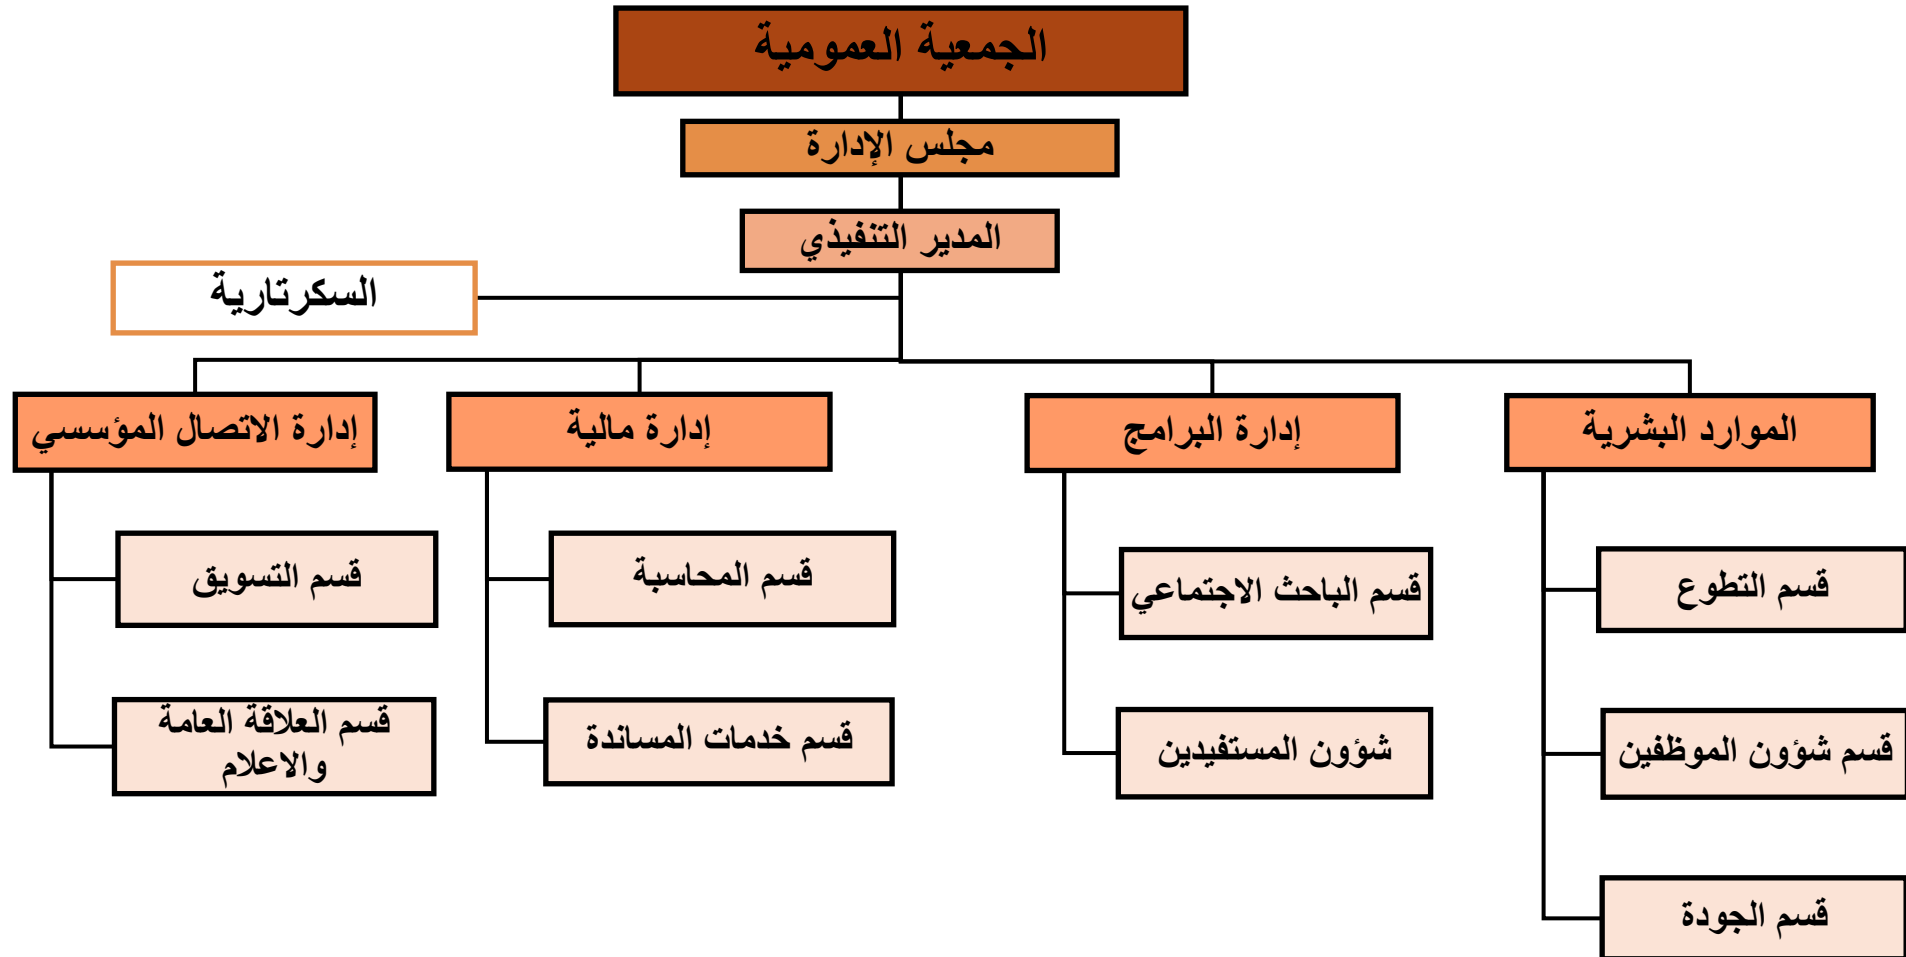 الجمعية العمومية
مجلس الإدارة
المدير التنفيذي
السكرتارية
الموارد البشرية
إدارة البرامج
إدارة مالية
إدارة الاتصال المؤسسي
قسم التطوع
قسم الباحث الاجتماعي
قسم المحاسبة
قسم التسويق
قسم شؤون الموظفين
شؤون المستفيدين
قسم خدمات المساندة
قسم العلاقة العامة
والاعلام
قسم الجودة